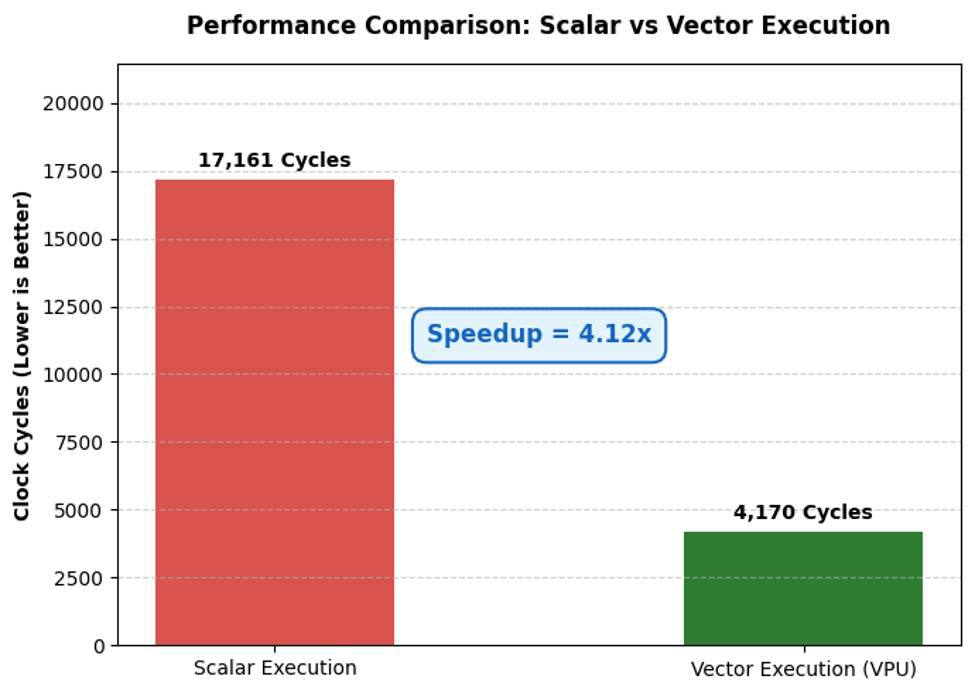 Performance Comparison: Scalar vs Vector Execution
Clock Cycles (Lower is Better)
20000
17500
15000
12500
10000
7500
5000
2500
0
17,161 Cycles
Speedup = 4.12x
4,170 Cycles
Scalar Execution
Vector Execution (VPU)